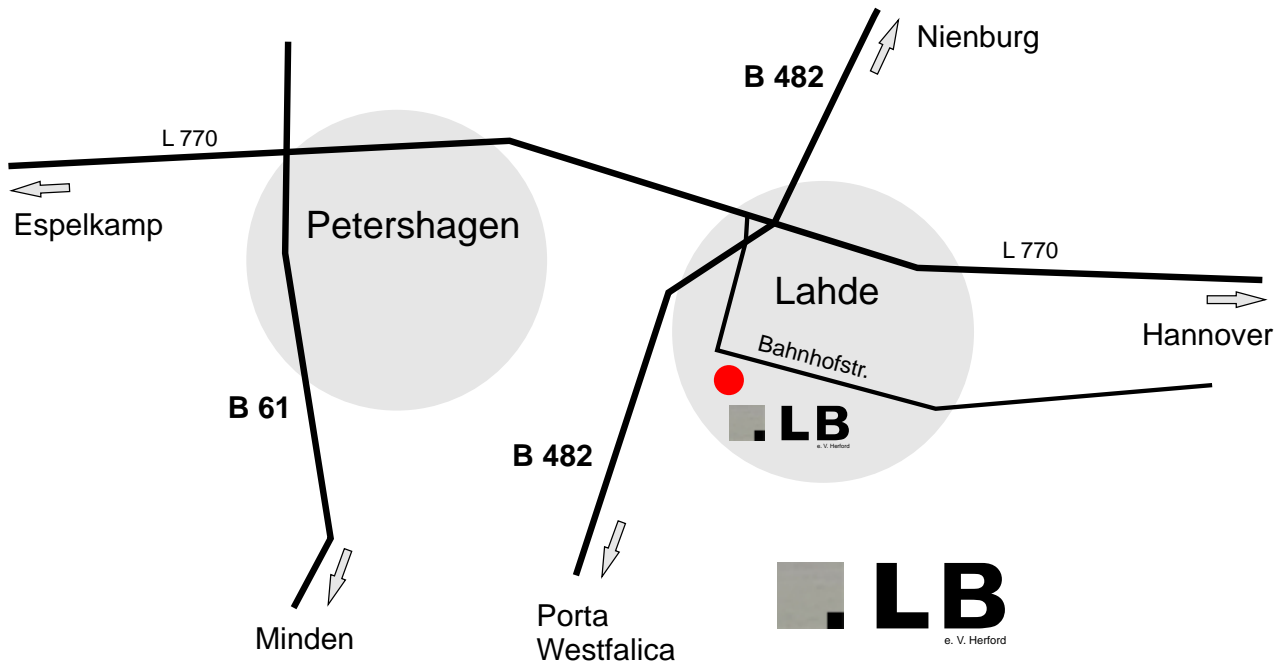 Nienburg
B 482
L 770
Espelkamp
Petershagen
L 770
Lahde
Hannover
Bahnhofstr.
B 61
LB
e. V. Herford
B 482
Minden
Porta
Westfalica
LB
e. V. Herford